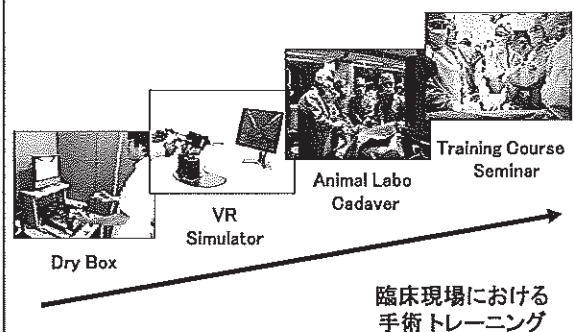 Dry Box
VR
Simulator
Animal Labo
Cadaver
Training Course
Seminar
臨床現場における
手術トレーニング